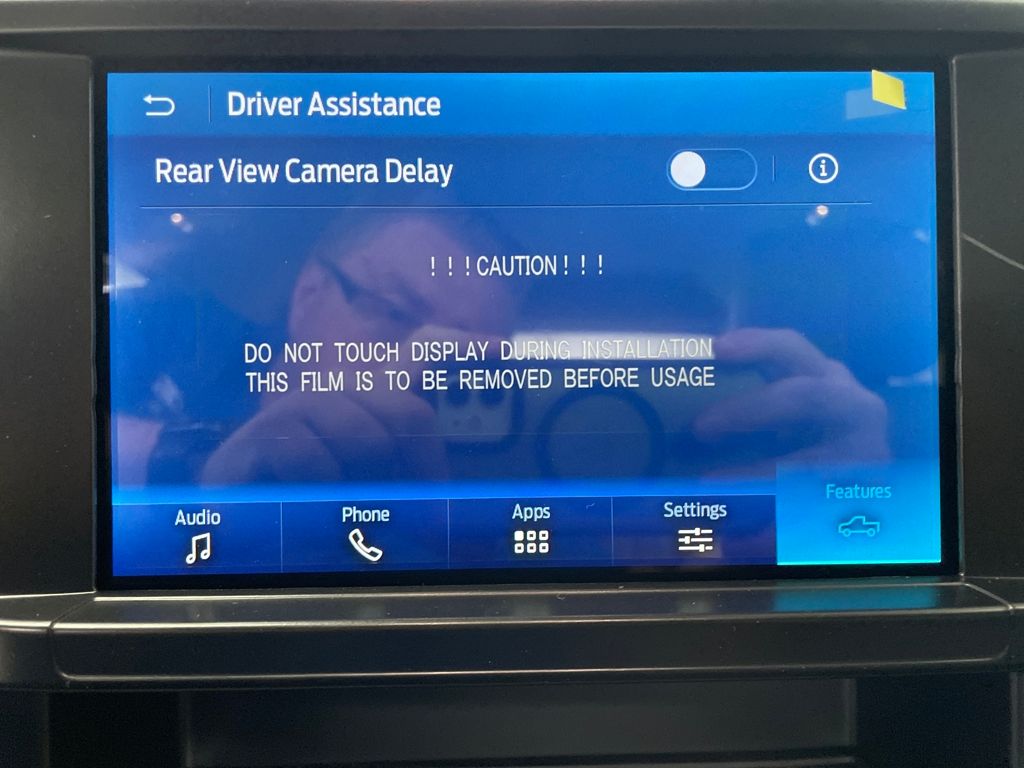 Driver Assistance
Rear View Camera Delay
!!!CAUTION!!!
DO NOT TOUCH DISPLAY DURING INSTALLATION
THIS FILM IS TO BE REMOVED BEFORE USAGE
Audio
Phone
Apps
Settings
Features